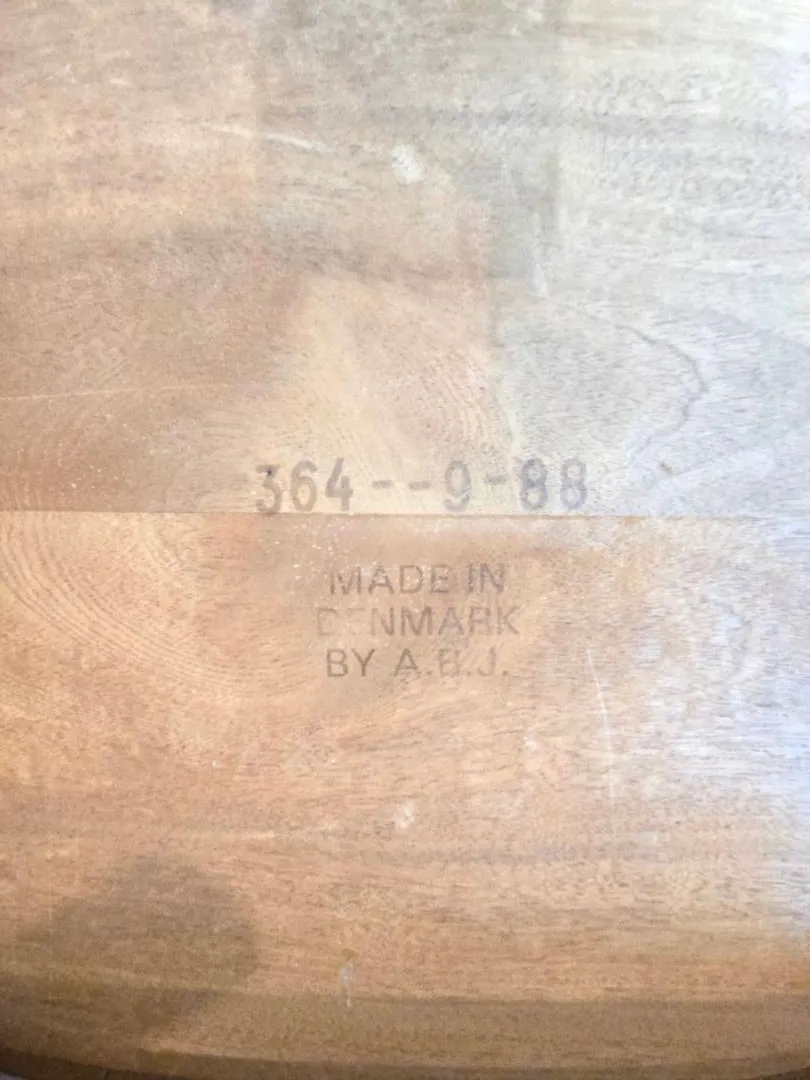 364--9-88
MADE IN
DENMARK
BY A.B.J.